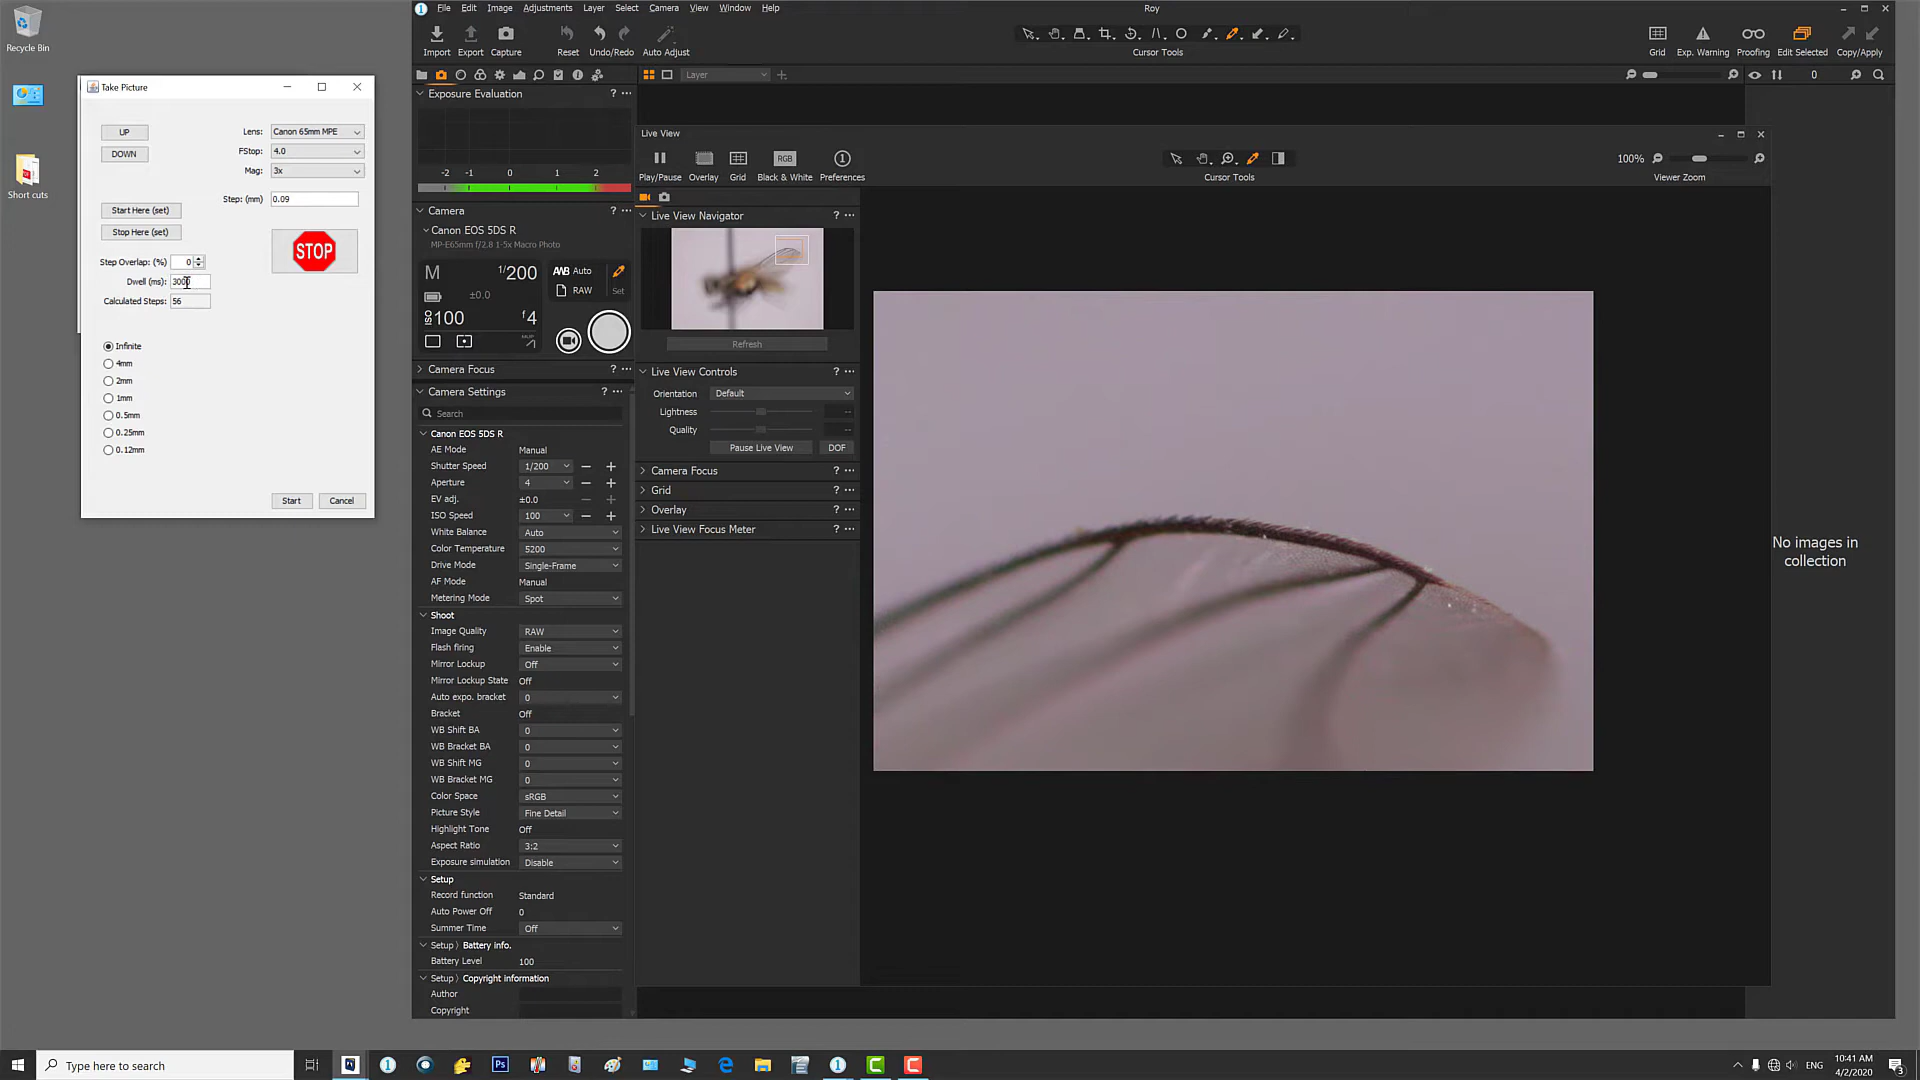 File Edit Image Adjustments Layer Select Camera View Window Help
Roy
Recycle Bin
Short cuts
Import Export Capture Reset Undo/Redo Auto Adjust
Cursor Tools
Grid Exp. Warning Proofing Edit Selected Copy/Apply
Layer
0
Take Picture
UP
DOWN
Lens: Canon 65mm MPE
FStop: 4.0
Mag: 3x
Step: (mm) 0.09
Start Here (set)
Stop Here (set)
STOP
Step Overlap: (%) 0
Dwell (ms): 3000
Calculated Steps: 56
Infinite
4mm
2mm
1mm
0.5mm
0.25mm
0.12mm
Start Cancel
Exposure Evaluation ?
-2 -1 0 1 2
Camera ?
Canon EOS 5DS R
MP-E65mm f/2.8 1-5x Macro Photo
M 1/200
±0.0
ISO 100 f 4
AWB Auto
RAW Set
Camera Focus ?
Camera Settings ?
Search
Canon EOS 5DS R
AE Mode Manual
Shutter Speed 1/200
Aperture 4
EV adj. ±0.0
ISO Speed 100
White Balance Auto
Color Temperature 5200
Drive Mode Single-Frame
AF Mode Manual
Metering Mode Spot
Shoot
Image Quality RAW
Flash firing Enable
Mirror Lockup Off
Mirror Lockup State Off
Auto expo. bracket 0
Bracket Off
WB Shift BA 0
WB Bracket BA 0
WB Shift MG 0
WB Bracket MG 0
Color Space sRGB
Picture Style Fine Detail
Highlight Tone Off
Aspect Ratio 3:2
Exposure simulation Disable
Setup
Record function Standard
Auto Power Off 0
Summer Time Off
Setup 〉 Battery info.
Battery Level 100
Setup 〉 Copyright information
Author
Copyright
Live View
Play/Pause Overlay Grid RGB Black & White Preferences
Cursor Tools
100%
Viewer Zoom
Live View Navigator ?
Refresh
Live View Controls ?
Orientation Default
Lightness --
Quality --
Pause Live View DOF
Camera Focus ?
Grid ?
Overlay ?
Live View Focus Meter ?
No images in
collection
Type here to search
Ps
ENG
10:41 AM
4/2/2020
3